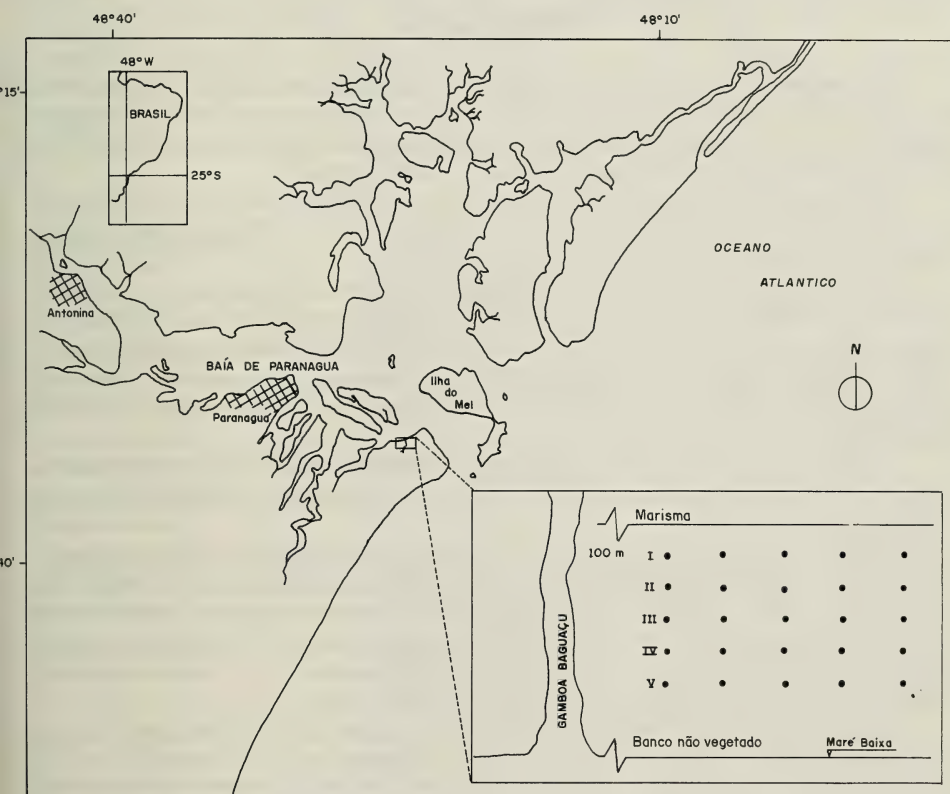 48°40'
48°10'
°15'
48°W
BRASIL
25°S
OCEANO
ATLANTICO
Antonina
BAÍA DE PARANAGUA
Paranaguá
Ilha
do
Mel
N
40'
Marisma
100 m
I
II
III
IV
V
GAMBOA BAGUAÇU
Banco não vegetado
Maré Baixa